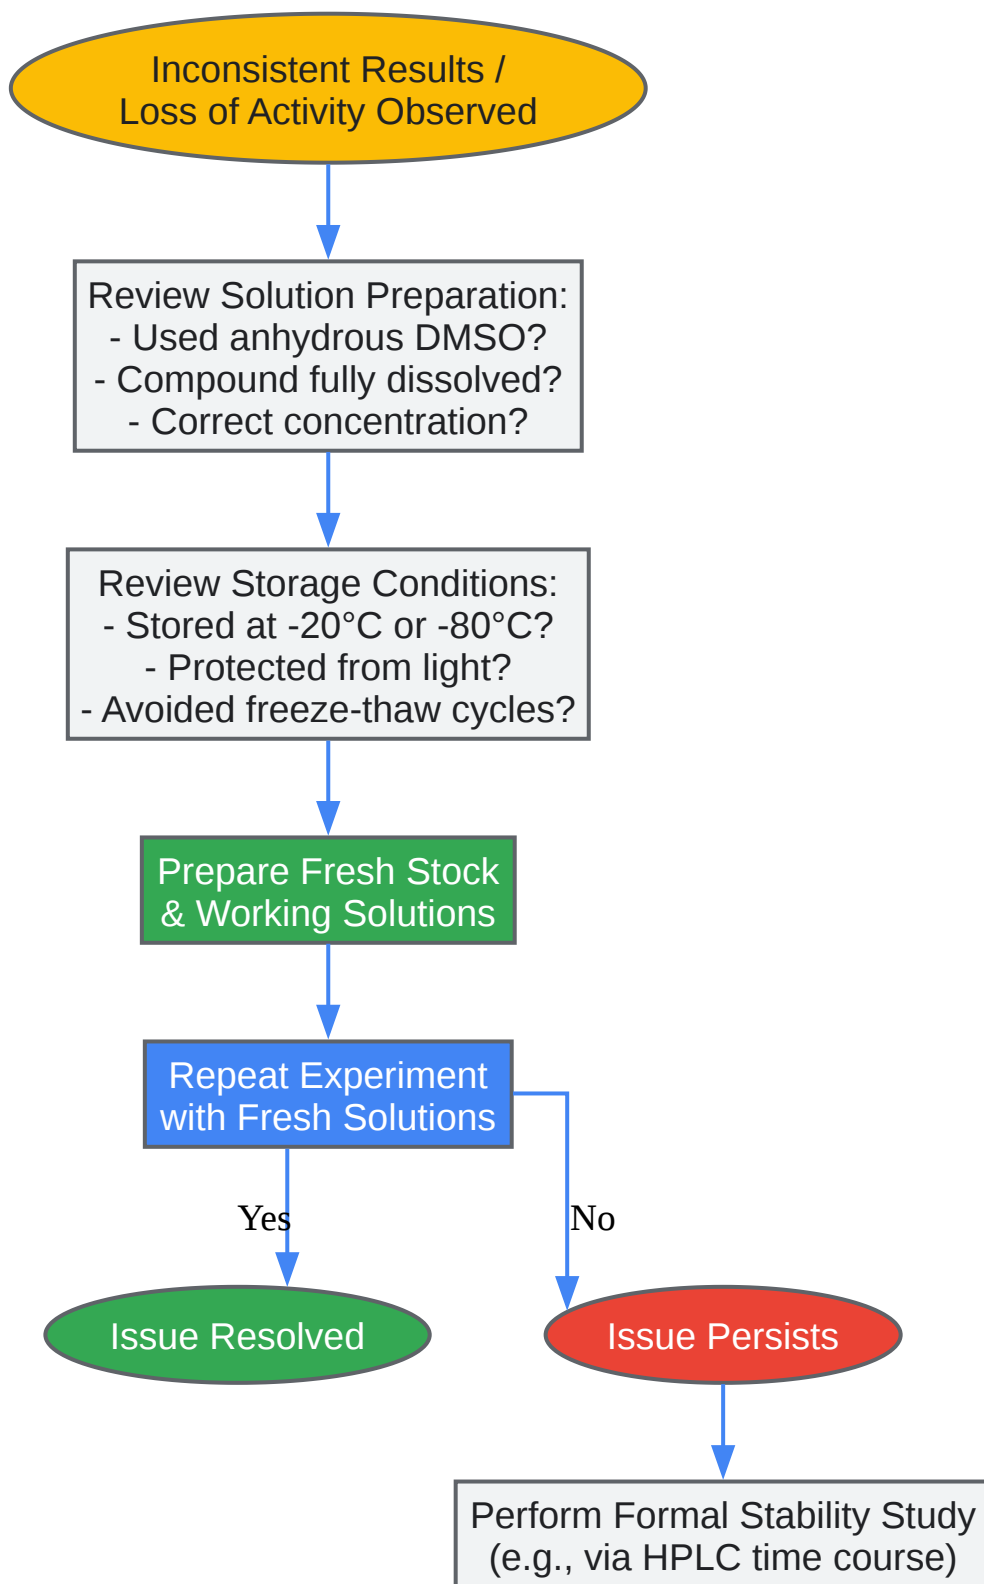 Inconsistent Results /
Loss of Activity Observed
Review Solution Preparation:
- Used anhydrous DMSO?
- Compound fully dissolved?
- Correct concentration?
Review Storage Conditions:
- Stored at -20°C or -80°C?
- Protected from light?
- Avoided freeze-thaw cycles?
Prepare Fresh Stock
& Working Solutions
Repeat Experiment
with Fresh Solutions
Yes
No
Issue Resolved
Issue Persists
Perform Formal Stability Study
(e.g., via HPLC time course)